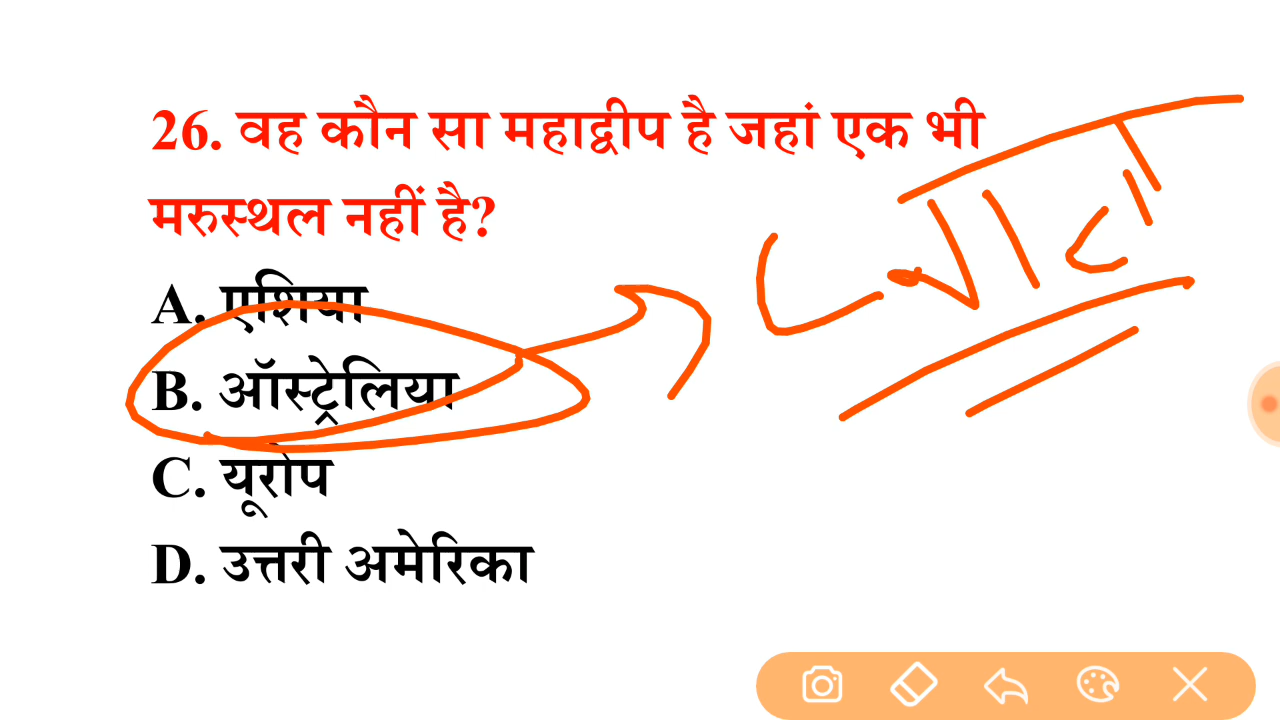 26. वह कौन सा महाद्वीप है जहां एक भी
मरुस्थल नहीं है?
A. एशिया
B. ऑस्ट्रेलिया
C. यूरोप
D. उत्तरी अमेरिका